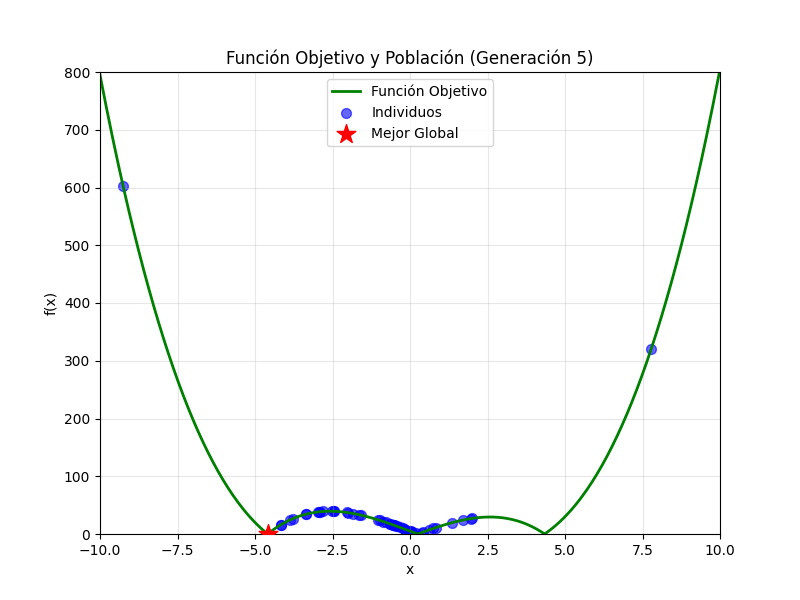 Función Objetivo y Población (Generación 5)
Función Objetivo
Individuos
Mejor Global
800
700
600
500
400
300
200
100
0
f(x)
−10.0 −7.5 −5.0 −2.5 0.0 2.5 5.0 7.5 10.0
x